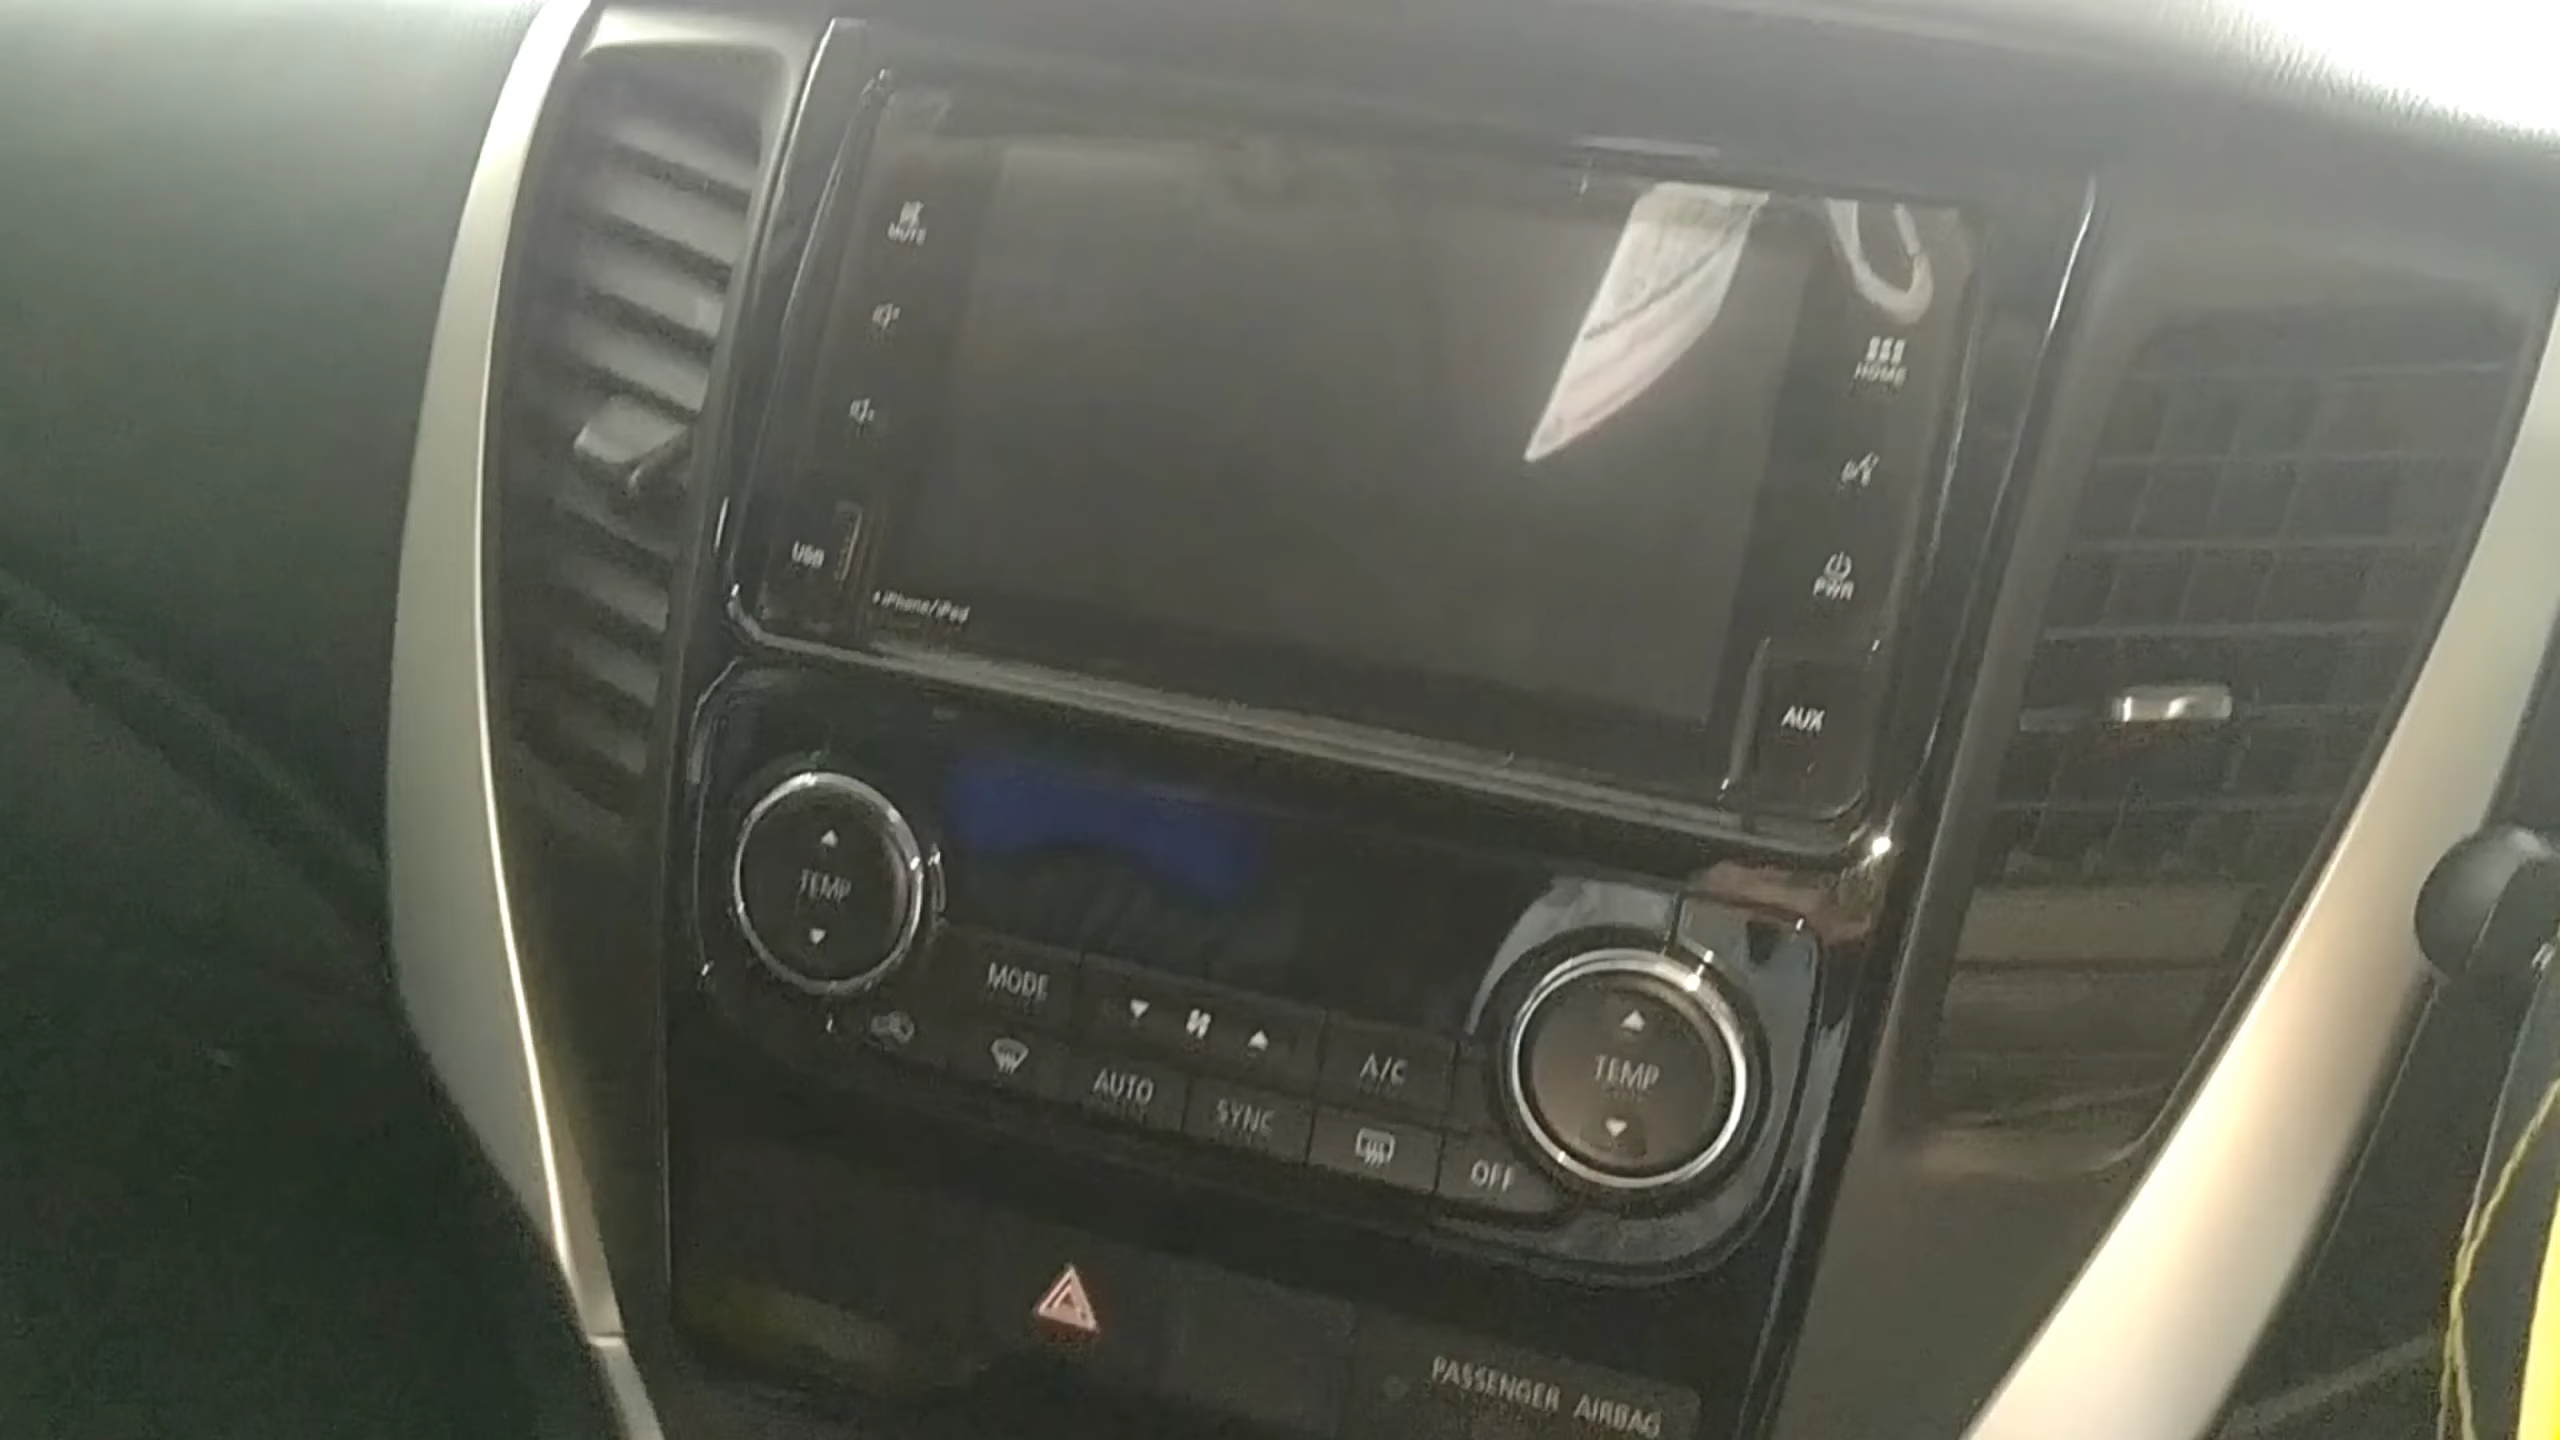 MUTE
HOME
USB
iPhone/iPod
PWR
AUX
TEMP
MODE
A/C
TEMP
AUTO
SYNC
OFF
PASSENGER AIRBAG